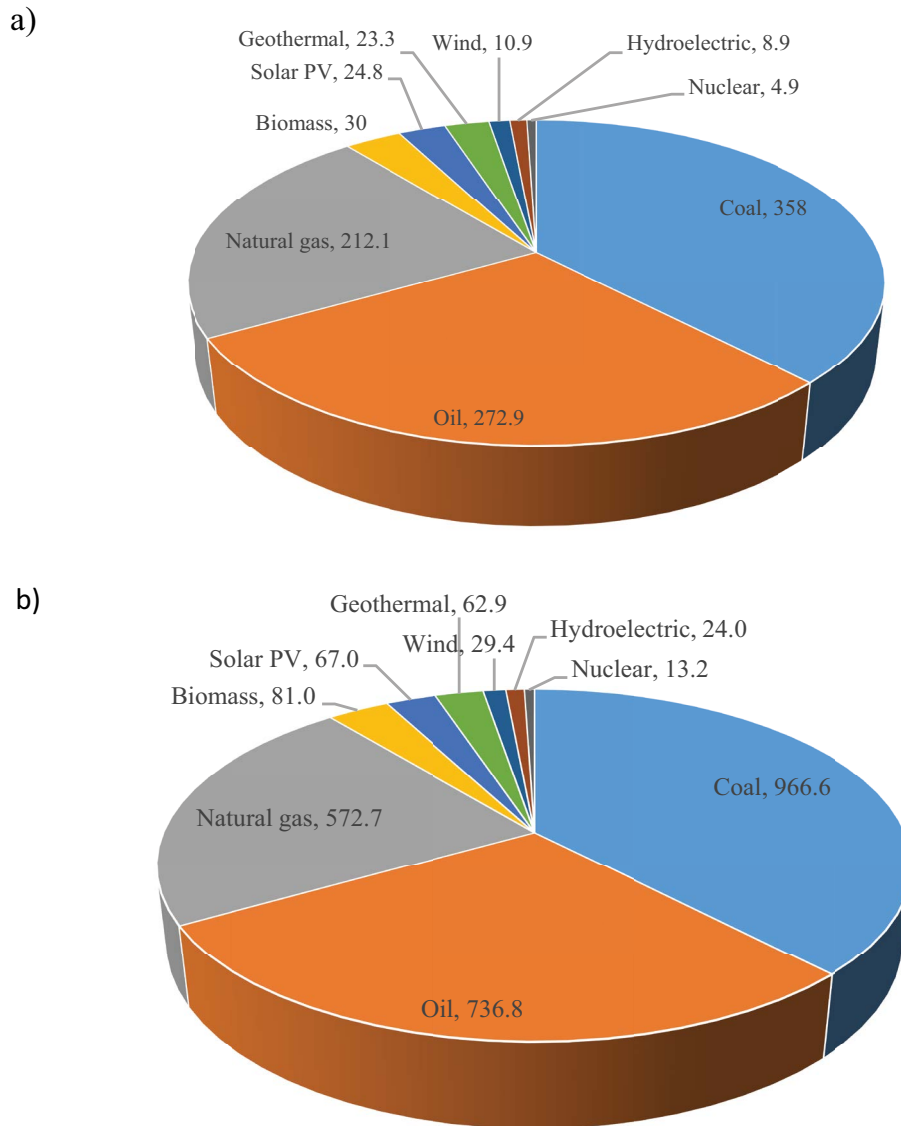 a)
Geothermal, 23.3
Wind, 10.9
Hydroelectric, 8.9
Solar PV, 24.8
Nuclear, 4.9
Biomass, 30
Coal, 358
Natural gas, 212.1
Oil, 272.9
b)
Geothermal, 62.9
Wind, 29.4
Hydroelectric, 24.0
Solar PV, 67.0
Nuclear, 13.2
Biomass, 81.0
Coal, 966.6
Natural gas, 572.7
Oil, 736.8